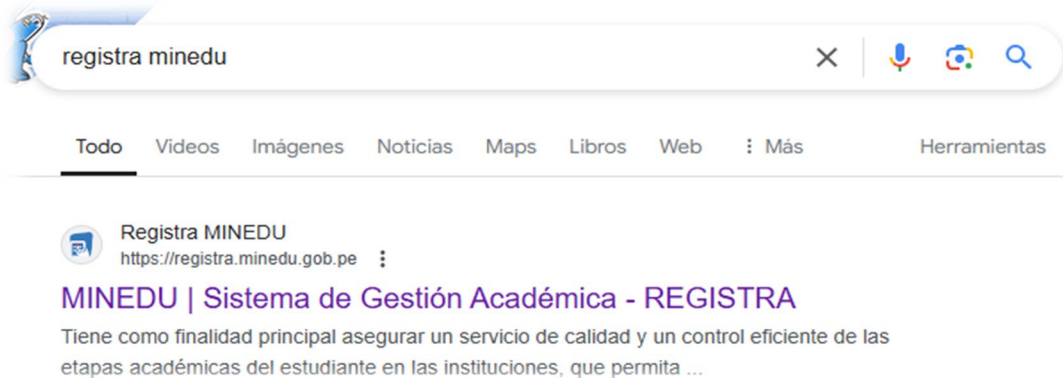 registra minedu
Todo Videos Imágenes Noticias Maps Libros Web Más Herramientas
Registra MINEDU
https://registra.minedu.gob.pe
MINEDU | Sistema de Gestión Académica - REGISTRA
Tiene como finalidad principal asegurar un servicio de calidad y un control eficiente de las
etapas académicas del estudiante en las instituciones, que permita ...